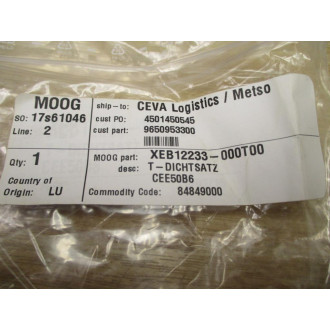 MOOG
SO: 17s61046
Line: 2
ship-to: CEVA Logistics / Metso
cust PO: 4501450545
cust part: 9650953300
Qty: 1
Country of
Origin: LU
MOOG part: XEB12233-000T00
desc: T-DICHTSATZ
CEE50B6
Commodity Code: 84849000